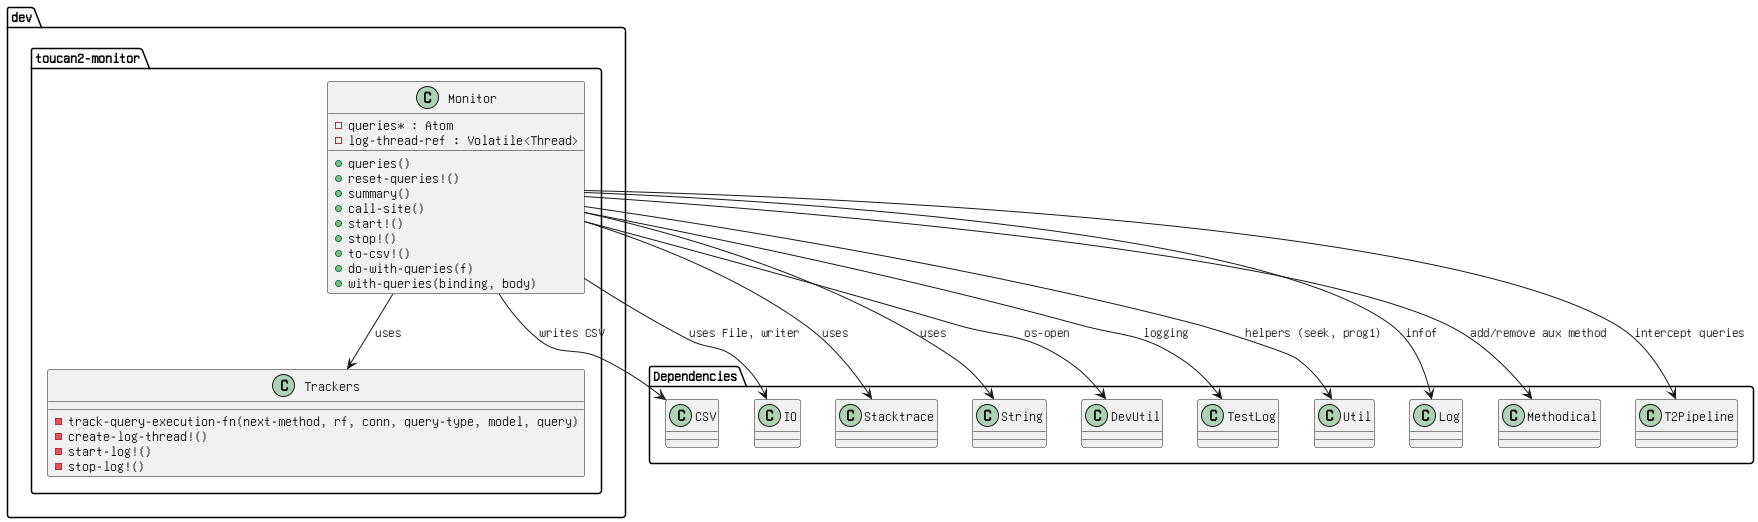 dev
toucan2-monitor
C Monitor
queries* : Atom
log-thread-ref : Volatile<Thread>
queries()
reset-queries!()
summary()
call-site()
start!()
stop!()
to-csv!()
do-with-queries(f)
with-queries(binding, body)
uses
writes CSV
uses File, writer
uses
uses
os-open
logging
helpers (seek, prog1)
infof
add/remove aux method
intercept queries
C Trackers
track-query-execution-fn(next-method, rf, conn, query-type, model, query)
create-log-thread!()
start-log!()
stop-log!()
Dependencies
C CSV
C IO
C Stacktrace
C String
C DevUtil
C TestLog
C Util
C Log
C Methodical
C T2Pipeline